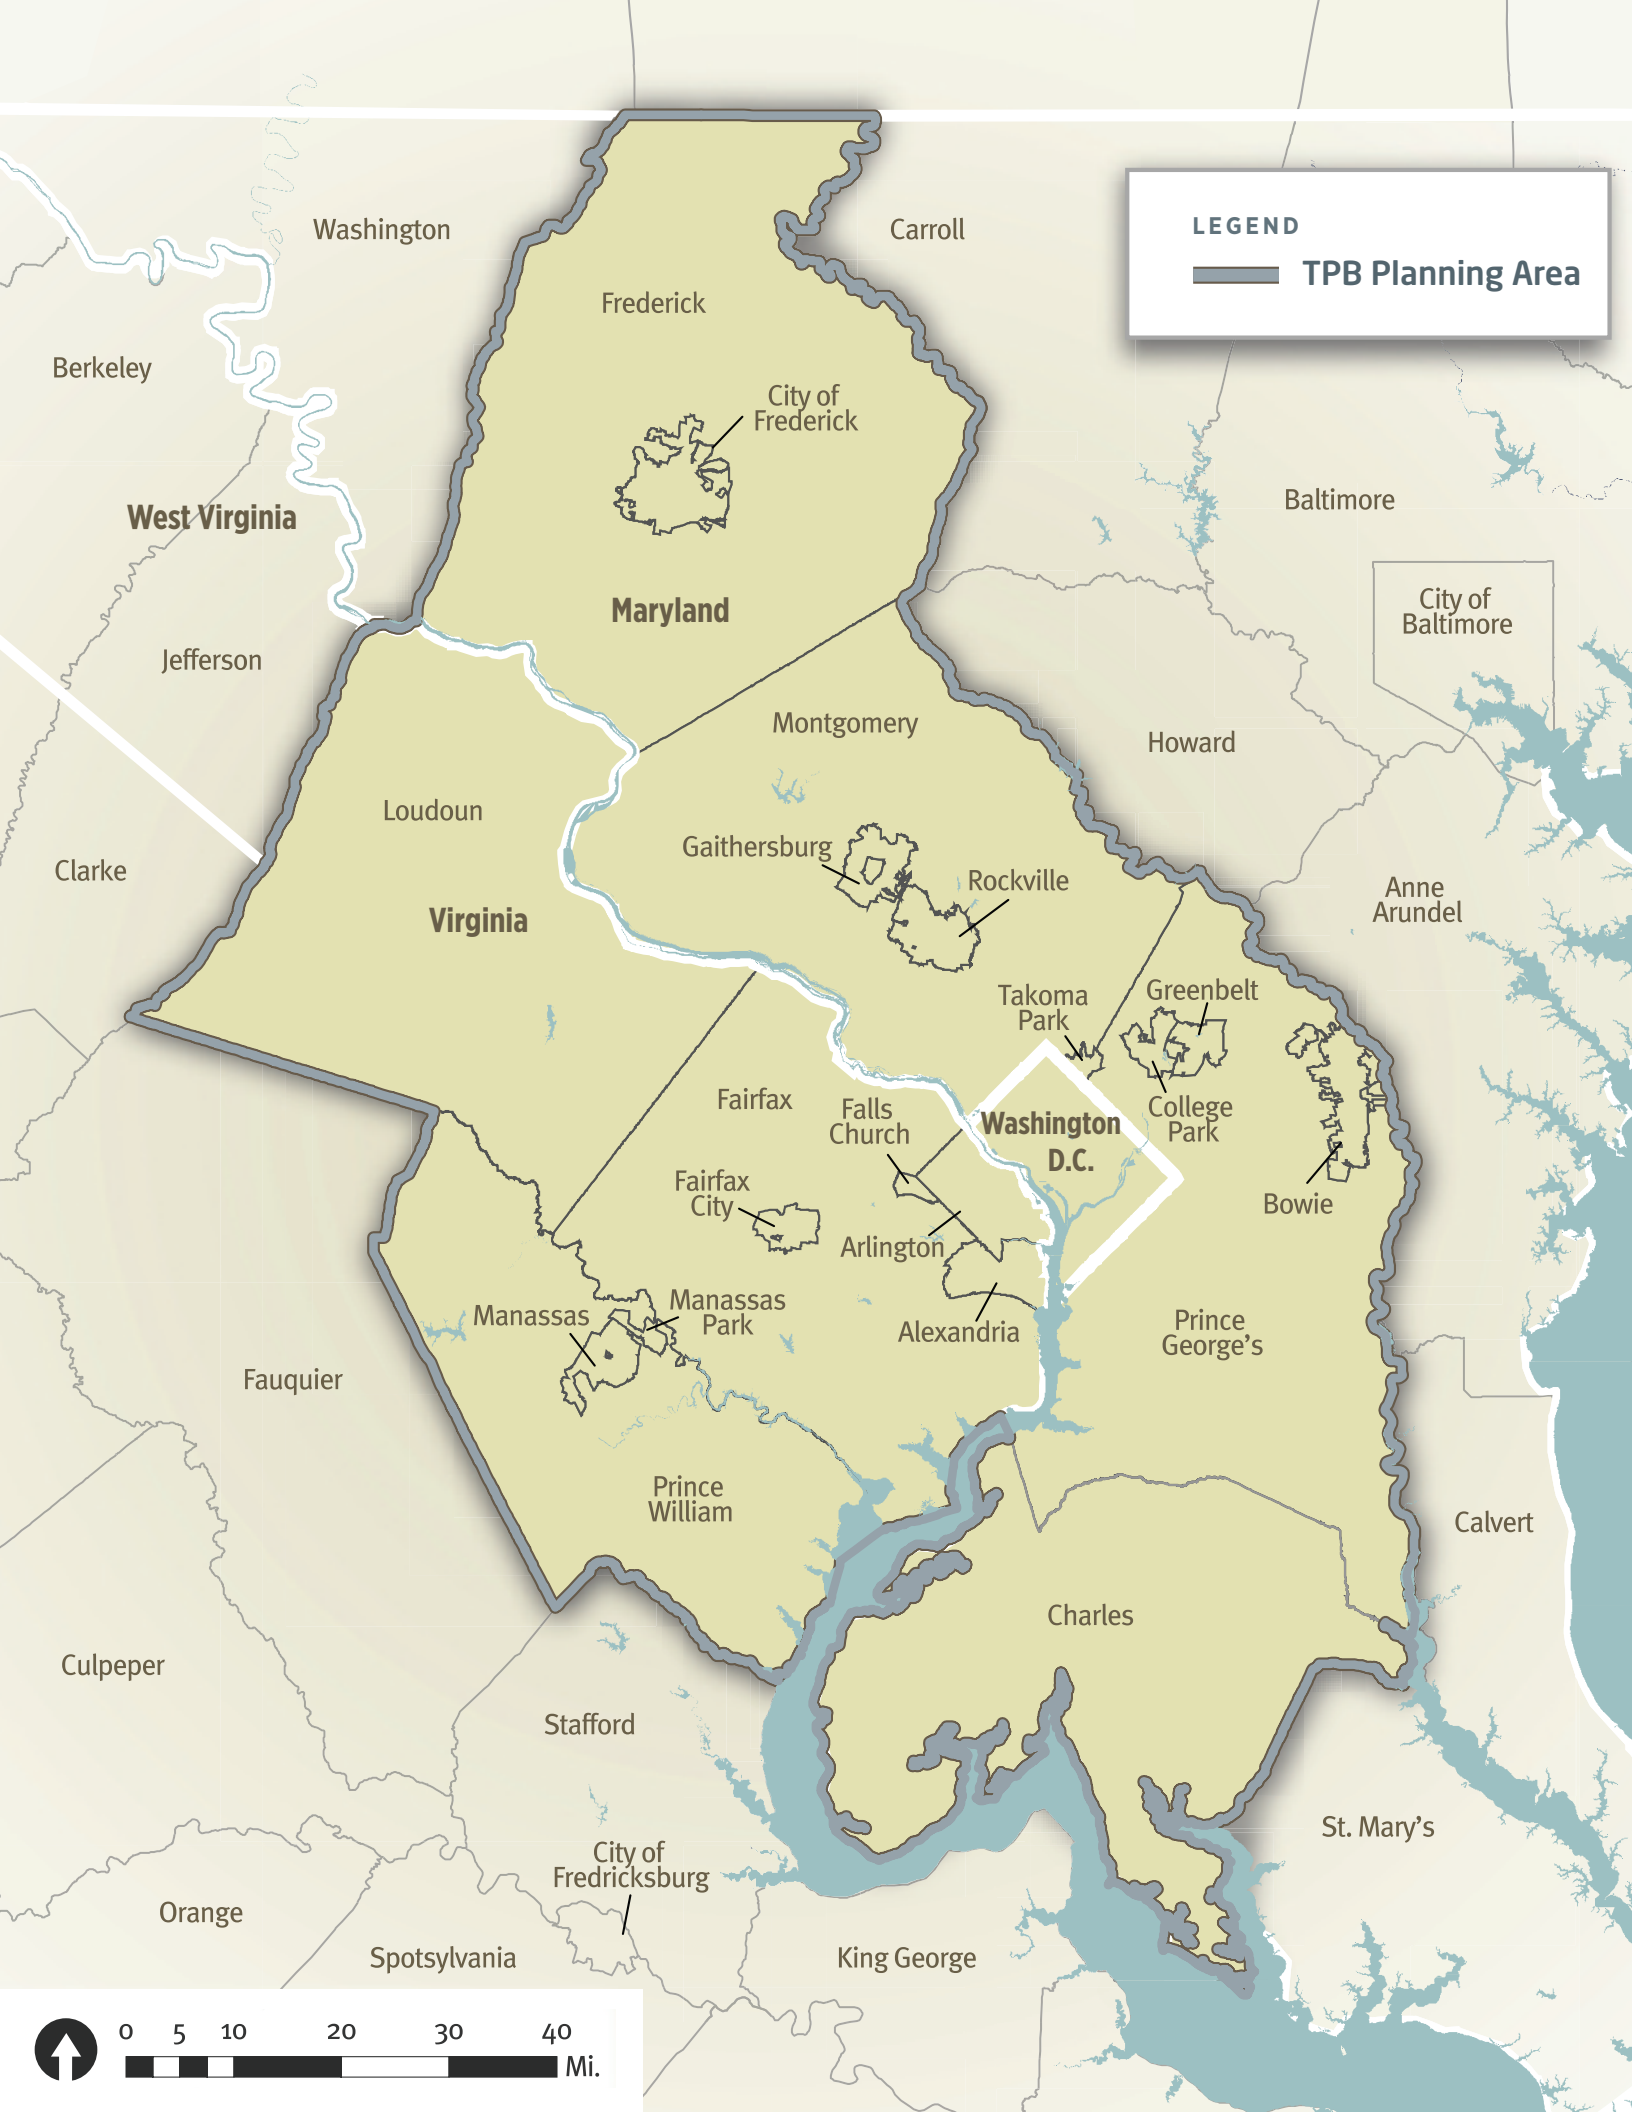 Washington
Carroll
LEGEND
TPB Planning Area
Frederick
Berkeley
City of
Frederick
West Virginia
Baltimore
City of
Baltimore
Maryland
Jefferson
Montgomery
Howard
Loudoun
Gaithersburg
Clarke
Rockville
Anne
Arundel
Virginia
Takoma
Park
Greenbelt
Fairfax
Falls
Church
Washington
D.C.
College
Park
Fairfax
City
Bowie
Arlington
Manassas
Manassas
Park
Alexandria
Prince
George's
Fauquier
Prince
William
Calvert
Charles
Culpeper
Stafford
St. Mary's
City of
Fredricksburg
Orange
Spotsylvania
King George
0 5 10 20 30 40
Mi.